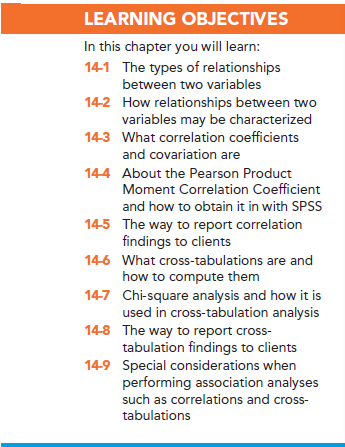 LEARNING OBJECTIVES
In this chapter you will learn:
14-1 The types of relationships
between two variables
14-2 How relationships between two
variables may be characterized
14-3 What correlation coefficients
and covariation are
14-4 About the Pearson Product
Moment Correlation Coefficient
and how to obtain it in with SPSS
14-5 The way to report correlation
findings to clients
14-6 What cross-tabulations are and
how to compute them
14-7 Chi-square analysis and how it is
used in cross-tabulation analysis
14-8 The way to report cross-
tabulation findings to clients
14-9 Special considerations when
performing association analyses
such as correlations and cross-
tabulations